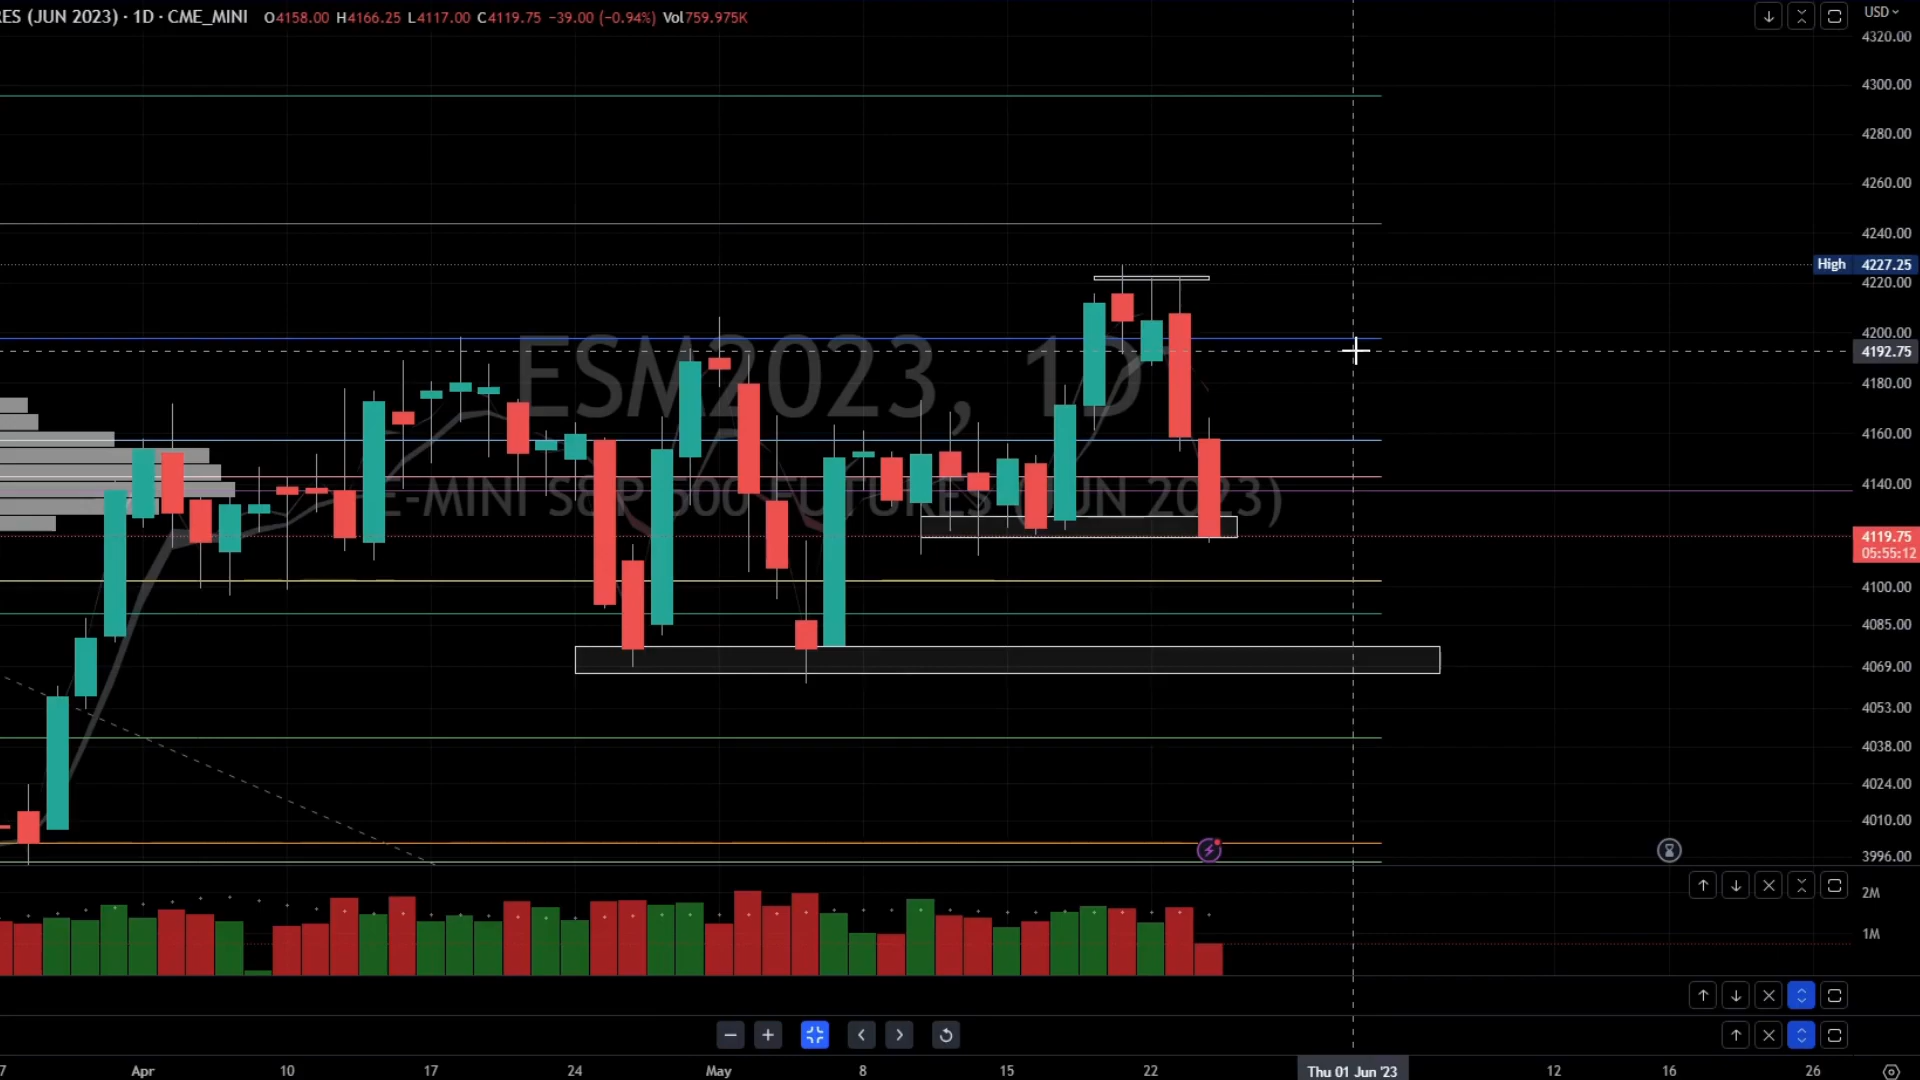 RES (JUN 2023) · 1D · CME_MINI O4158.00 H4166.25 L4117.00 C4119.75 −39.00 (−0.94%) Vol759.975K
USD
4320.00
4300.00
4280.00
4260.00
4240.00
High 4227.25
4220.00
4200.00
4192.75
4180.00
4160.00
4140.00
4119.75
05:55:12
4100.00
4085.00
4069.00
4053.00
4038.00
4024.00
4010.00
3996.00
ESM2023, 1D
E-MINI S&P 500 FUTURES (JUN 2023)
2M
1M
7 Apr 10 17 24 May 8 15 22 Thu 01 Jun '23 12 16 26